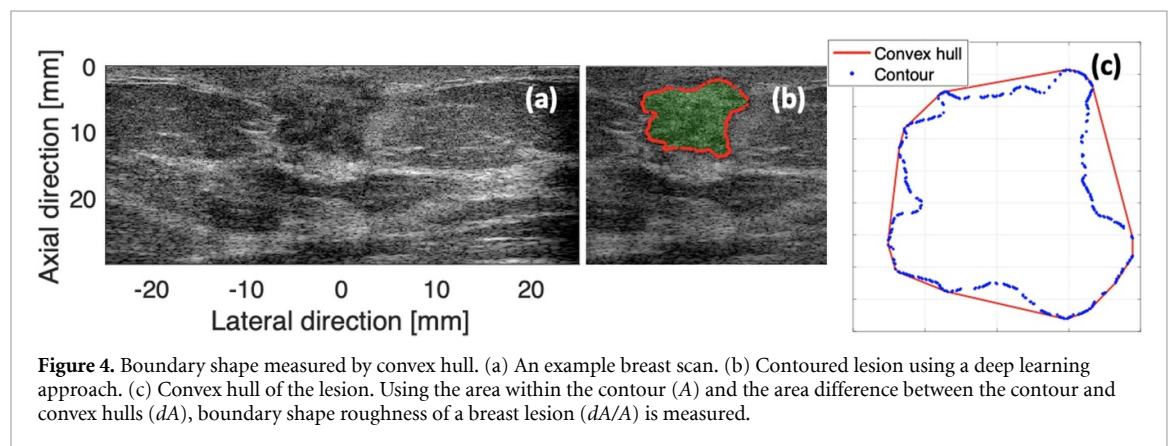 0
10
20
Axial direction [mm]
-20 -10 0 10 20
Lateral direction [mm]
(a)
(b)
Convex hull
Contour
(c)
Figure 4. Boundary shape measured by convex hull. (a) An example breast scan. (b) Contoured lesion using a deep learning
approach. (c) Convex hull of the lesion. Using the area within the contour (A) and the area difference between the contour and
convex hulls (dA), boundary shape roughness of a breast lesion (dA/A) is measured.